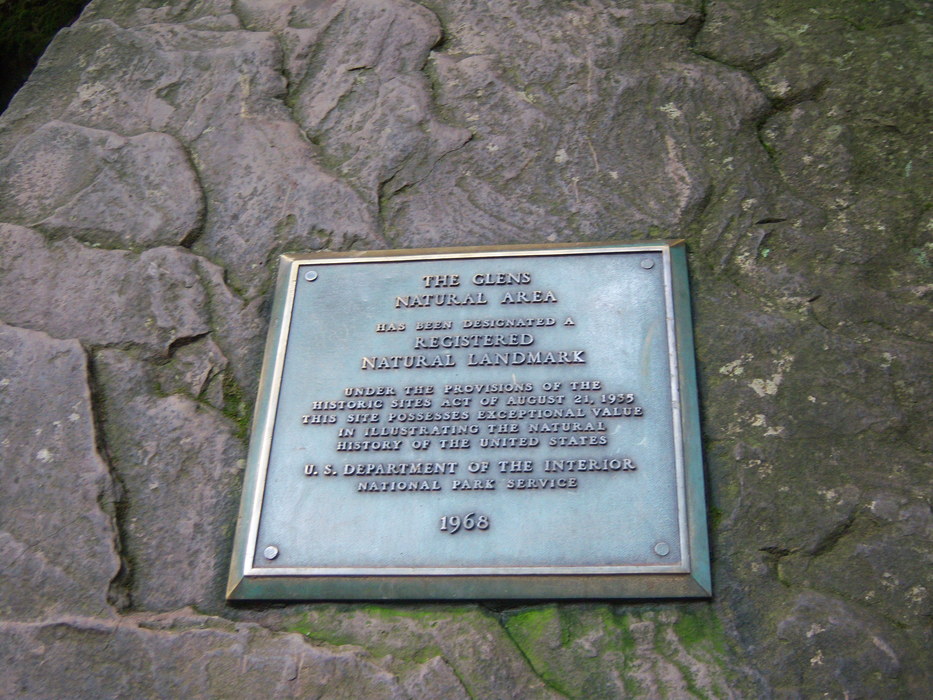 THE GLENS
NATURAL AREA
HAS BEEN DESIGNATED A
REGISTERED
NATURAL LANDMARK
UNDER THE PROVISIONS OF THE
HISTORIC SITES ACT OF AUGUST 21, 1935
THIS SITE POSSESSES EXCEPTIONAL VALUE
IN ILLUSTRATING THE NATURAL
HISTORY OF THE UNITED STATES
U. S. DEPARTMENT OF THE INTERIOR
NATIONAL PARK SERVICE
1968